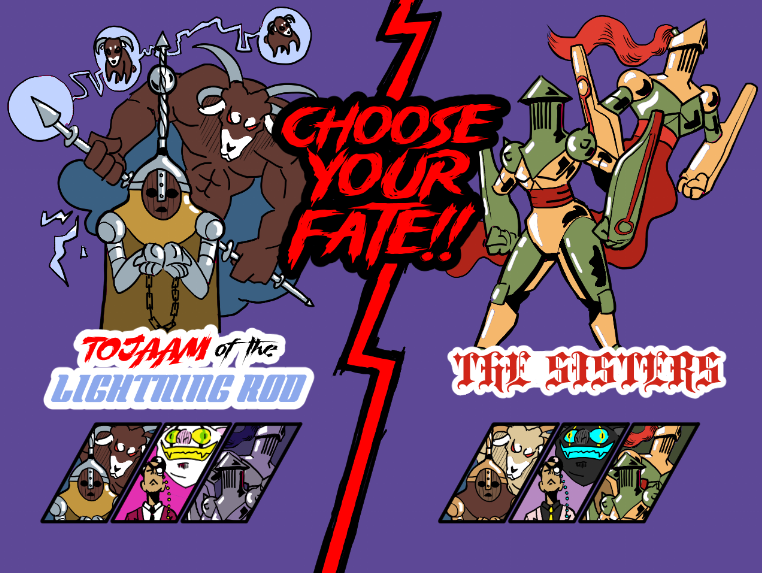 CHOOSE
YOUR
FATE!!
TOJAAM of the
LIGHTNING ROD
THE SISTERS